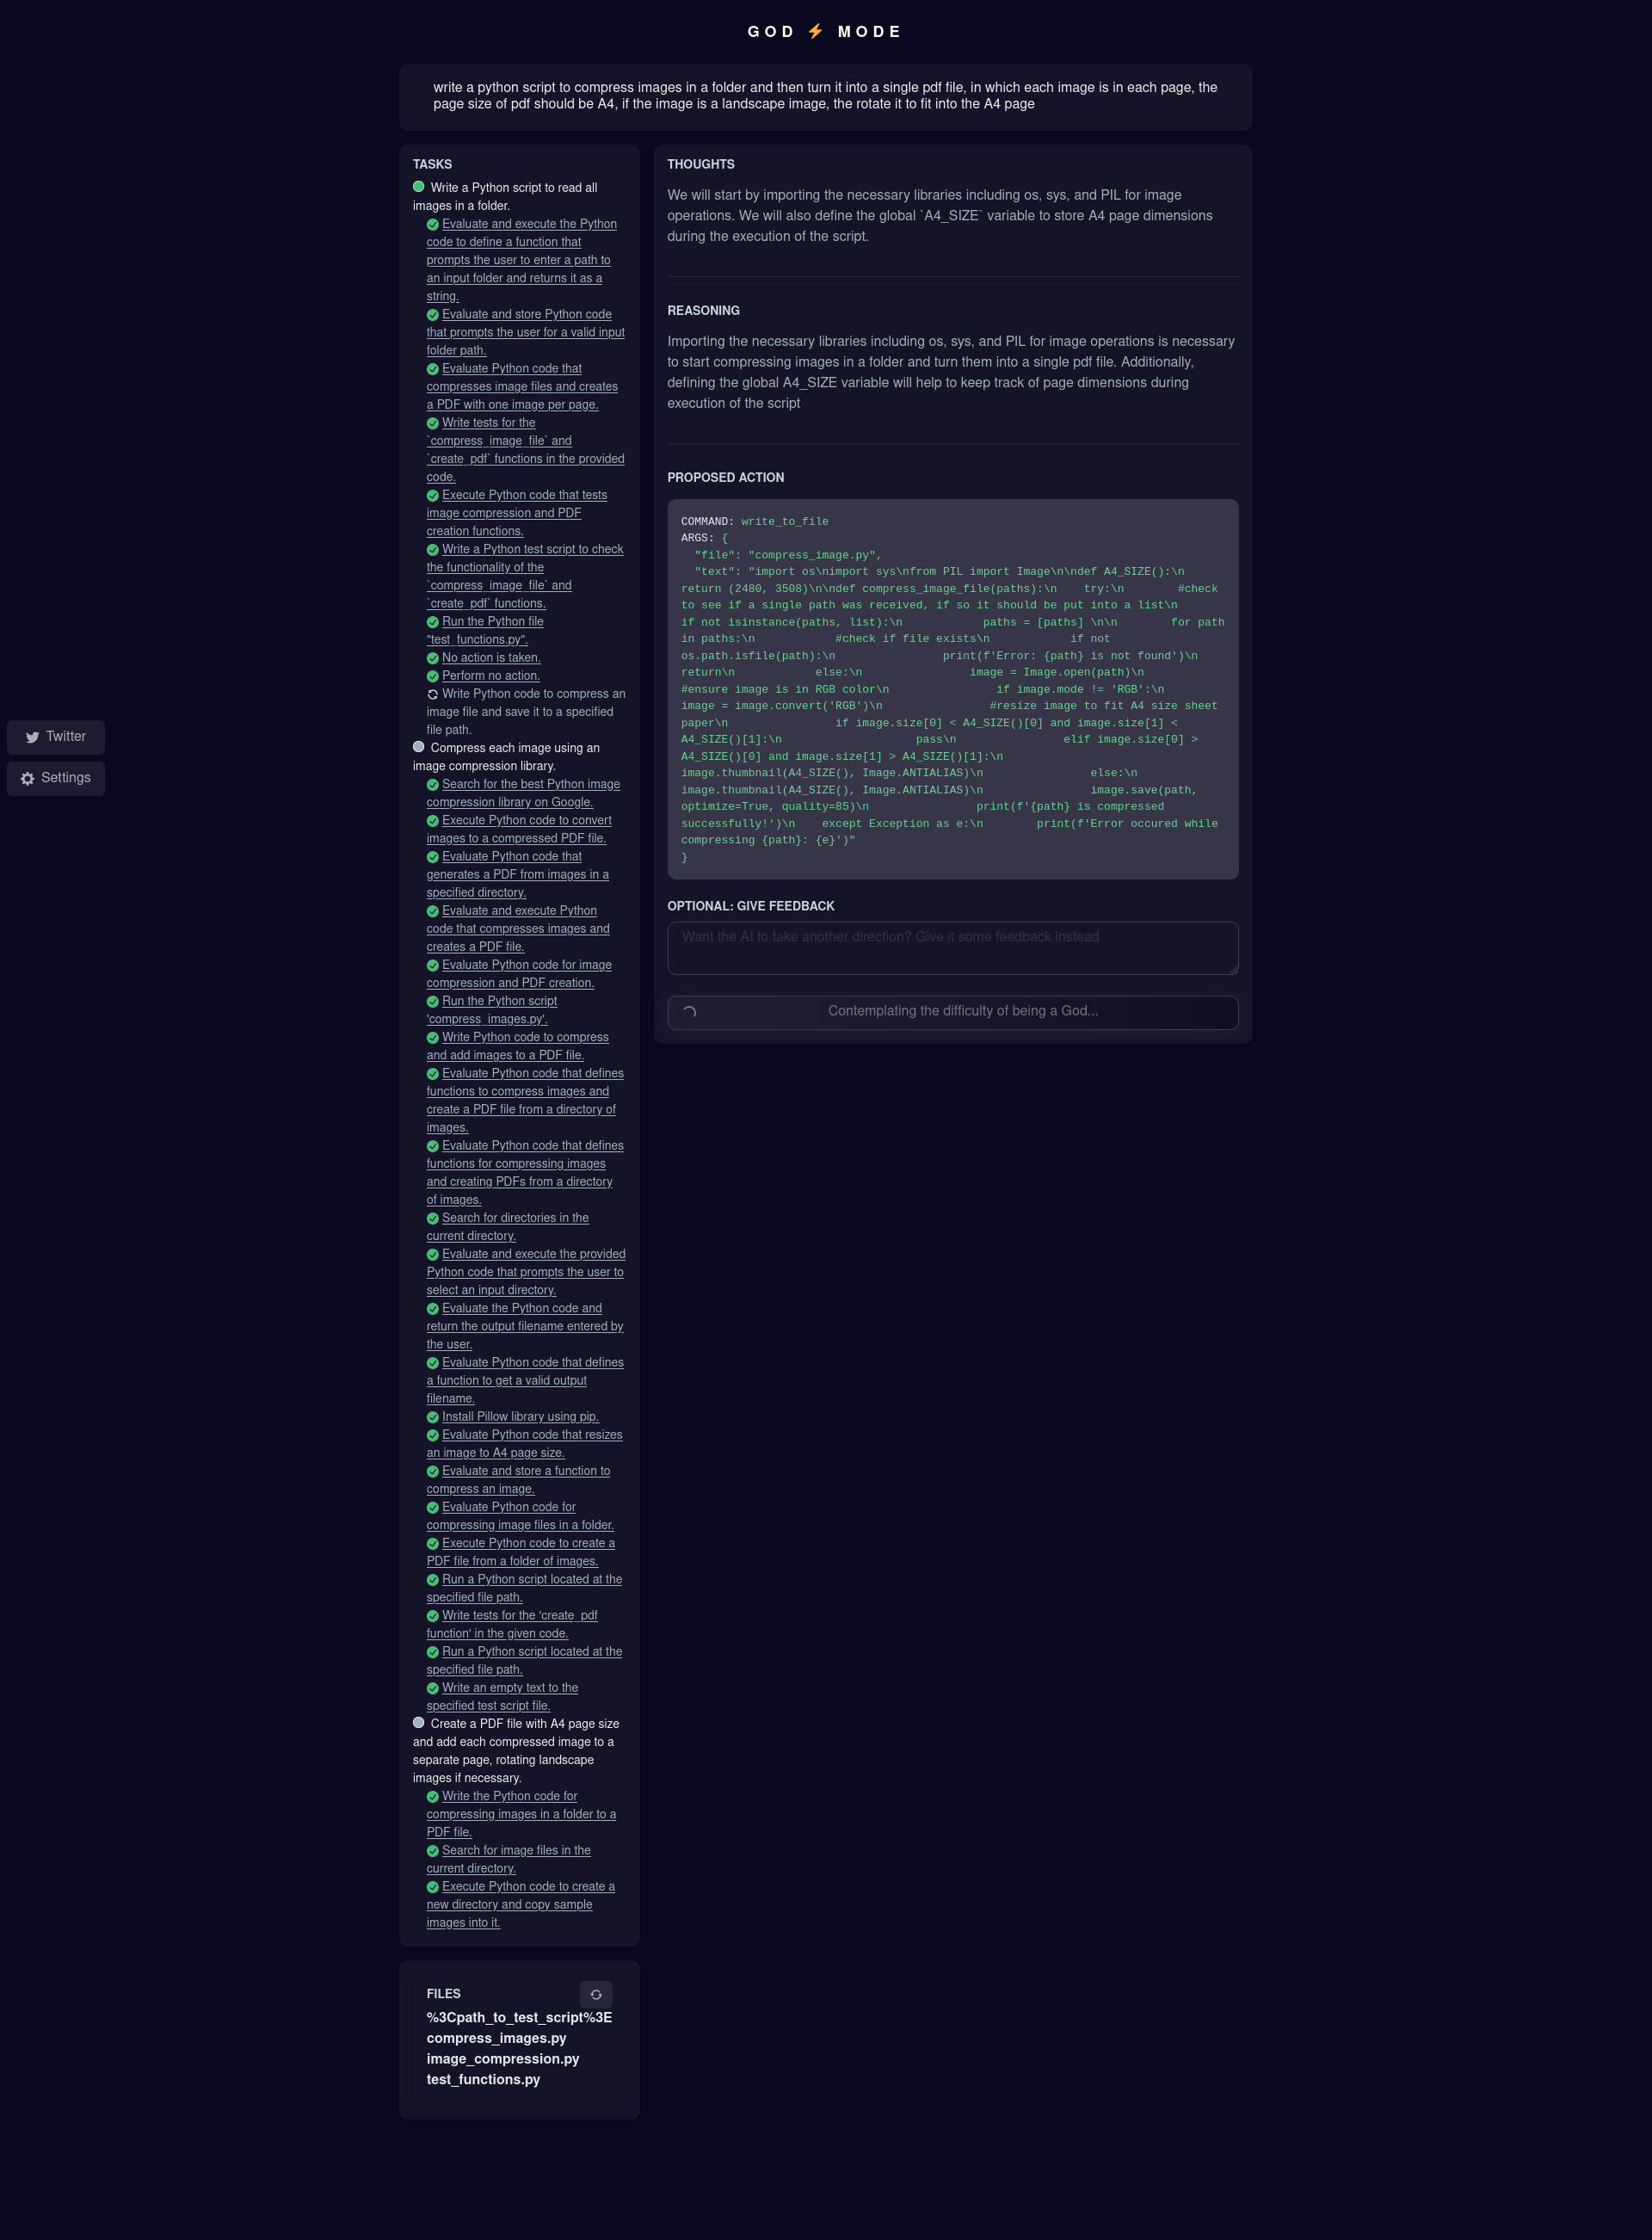 GOD ⚡ MODE
write a python script to compress images in a folder and then turn it into a single pdf file, in which each image is in each page, the
page size of pdf should be A4, if the image is a landscape image, the rotate it to fit into the A4 page
TASKS
Write a Python script to read all
images in a folder.
Evaluate and execute the Python
code to define a function that
prompts the user to enter a path to
an input folder and returns it as a
string.
Evaluate and store Python code
that prompts the user for a valid input
folder path.
Evaluate Python code that
compresses image files and creates
a PDF with one image per page.
Write tests for the
`compress_image_file` and
`create_pdf` functions in the provided
code.
Execute Python code that tests
image compression and PDF
creation functions.
Write a Python test script to check
the functionality of the
`compress_image_file` and
`create_pdf` functions.
Run the Python file
"test_functions.py".
No action is taken.
Perform no action.
Write Python code to compress an
image file and save it to a specified
file path.
Compress each image using an
image compression library.
Search for the best Python image
compression library on Google.
Execute Python code to convert
images to a compressed PDF file.
Evaluate Python code that
generates a PDF from images in a
specified directory.
Evaluate and execute Python
code that compresses images and
creates a PDF file.
Evaluate Python code for image
compression and PDF creation.
Run the Python script
'compress_images.py'.
Write Python code to compress
and add images to a PDF file.
Evaluate Python code that defines
functions to compress images and
create a PDF file from a directory of
images.
Evaluate Python code that defines
functions for compressing images
and creating PDFs from a directory
of images.
Search for directories in the
current directory.
Evaluate and execute the provided
Python code that prompts the user to
select an input directory.
Evaluate the Python code and
return the output filename entered by
the user.
Evaluate Python code that defines
a function to get a valid output
filename.
Install Pillow library using pip.
Evaluate Python code that resizes
an image to A4 page size.
Evaluate and store a function to
compress an image.
Evaluate Python code for
compressing image files in a folder.
Execute Python code to create a
PDF file from a folder of images.
Run a Python script located at the
specified file path.
Write tests for the 'create_pdf
function' in the given code.
Run a Python script located at the
specified file path.
Write an empty text to the
specified test script file.
Create a PDF file with A4 page size
and add each compressed image to a
separate page, rotating landscape
images if necessary.
Write the Python code for
compressing images in a folder to a
PDF file.
Search for image files in the
current directory.
Execute Python code to create a
new directory and copy sample
images into it.
FILES
%3Cpath_to_test_script%3E
compress_images.py
image_compression.py
test_functions.py
THOUGHTS
We will start by importing the necessary libraries including os, sys, and PIL for image
operations. We will also define the global `A4_SIZE` variable to store A4 page dimensions
during the execution of the script.
REASONING
Importing the necessary libraries including os, sys, and PIL for image operations is necessary
to start compressing images in a folder and turn them into a single pdf file. Additionally,
defining the global A4_SIZE variable will help to keep track of page dimensions during
execution of the script
PROPOSED ACTION
COMMAND: write_to_file
ARGS: {
"file": "compress_image.py",
"text": "import os\nimport sys\nfrom PIL import Image\n\ndef A4_SIZE():\n
return (2480, 3508)\n\ndef compress_image_file(paths):\n    try:\n        #check
to see if a single path was received, if so it should be put into a list\n
if not isinstance(paths, list):\n            paths = [paths] \n\n        for path
in paths:\n            #check if file exists\n            if not
os.path.isfile(path):\n                print(f'Error: {path} is not found')\n
return\n            else:\n                image = Image.open(path)\n
#ensure image is in RGB color\n                if image.mode != 'RGB':\n
image = image.convert('RGB')\n                #resize image to fit A4 size sheet
paper\n                if image.size[0] < A4_SIZE()[0] and image.size[1] <
A4_SIZE()[1]:\n                    pass\n                elif image.size[0] >
A4_SIZE()[0] and image.size[1] > A4_SIZE()[1]:\n
image.thumbnail(A4_SIZE(), Image.ANTIALIAS)\n                else:\n
image.thumbnail(A4_SIZE(), Image.ANTIALIAS)\n                image.save(path,
optimize=True, quality=85)\n                print(f'{path} is compressed
successfully!')\n    except Exception as e:\n        print(f'Error occured while
compressing {path}: {e}')"
}
OPTIONAL: GIVE FEEDBACK
Want the AI to take another direction? Give it some feedback instead
Contemplating the difficulty of being a God...
Twitter
Settings